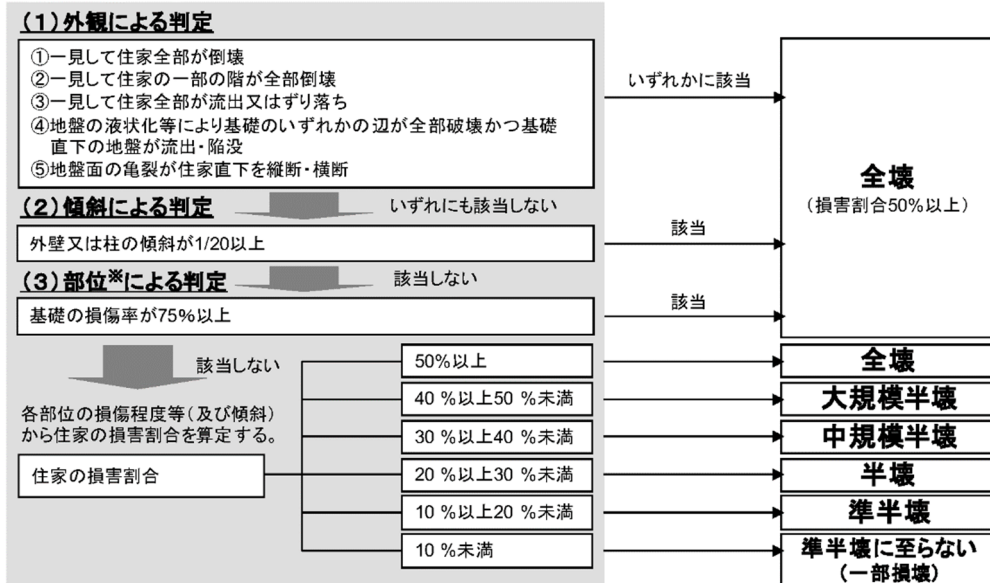 (1)外観による判定
①一見して住家全部が倒壊
②一見して住家の一部の階が全部倒壊
③一見して住家全部が流出又はずり落ち
④地盤の液状化等により基礎のいずれかの辺が全部破壊かつ基礎
直下の地盤が流出・陥没
⑤地盤面の亀裂が住家直下を縦断・横断
いずれかに該当
全壊
(損害割合50%以上)
いずれにも該当しない
(2)傾斜による判定
外壁又は柱の傾斜が1/20以上
該当
該当しない
(3)部位※による判定
基礎の損傷率が75%以上
該当
該当しない
各部位の損傷程度等(及び傾斜)
から住家の損害割合を算定する。
住家の損害割合
50%以上
全壊
40 %以上50 %未満
大規模半壊
30 %以上40 %未満
中規模半壊
20 %以上30 %未満
半壊
10 %以上20 %未満
準半壊
10 %未満
準半壊に至らない
(一部損壊)